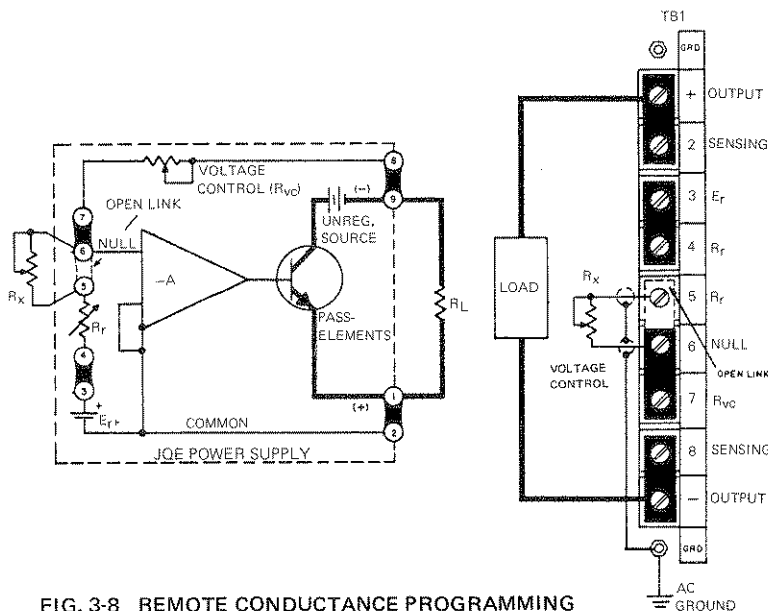 TB1
GRD
+ OUTPUT
2 SENSING
3 Er
4 Rr
5 Rr
6 NULL
OPEN LINK
7 RVC
8 SENSING
- OUTPUT
GRD
AC
GROUND
LOAD
RX
VOLTAGE
CONTROL
8
VOLTAGE
CONTROL (RVC)
(-)
9
OPEN LINK
UNREG.
SOURCE
7
NULL
6
-A
RX
5
Rr
RL
PASS-
ELEMENTS
4
3
1
(+)
+
Er
COMMON
2
JQE POWER SUPPLY
FIG. 3-8 REMOTE CONDUCTANCE PROGRAMMING